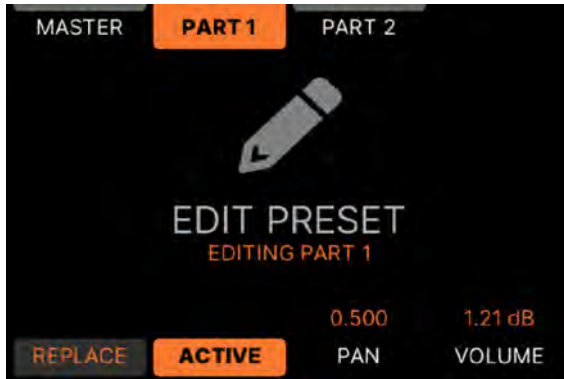 MASTER PART 1 PART 2
EDIT PRESET
EDITING PART 1
0.500 1.21 dB
REPLACE ACTIVE PAN VOLUME